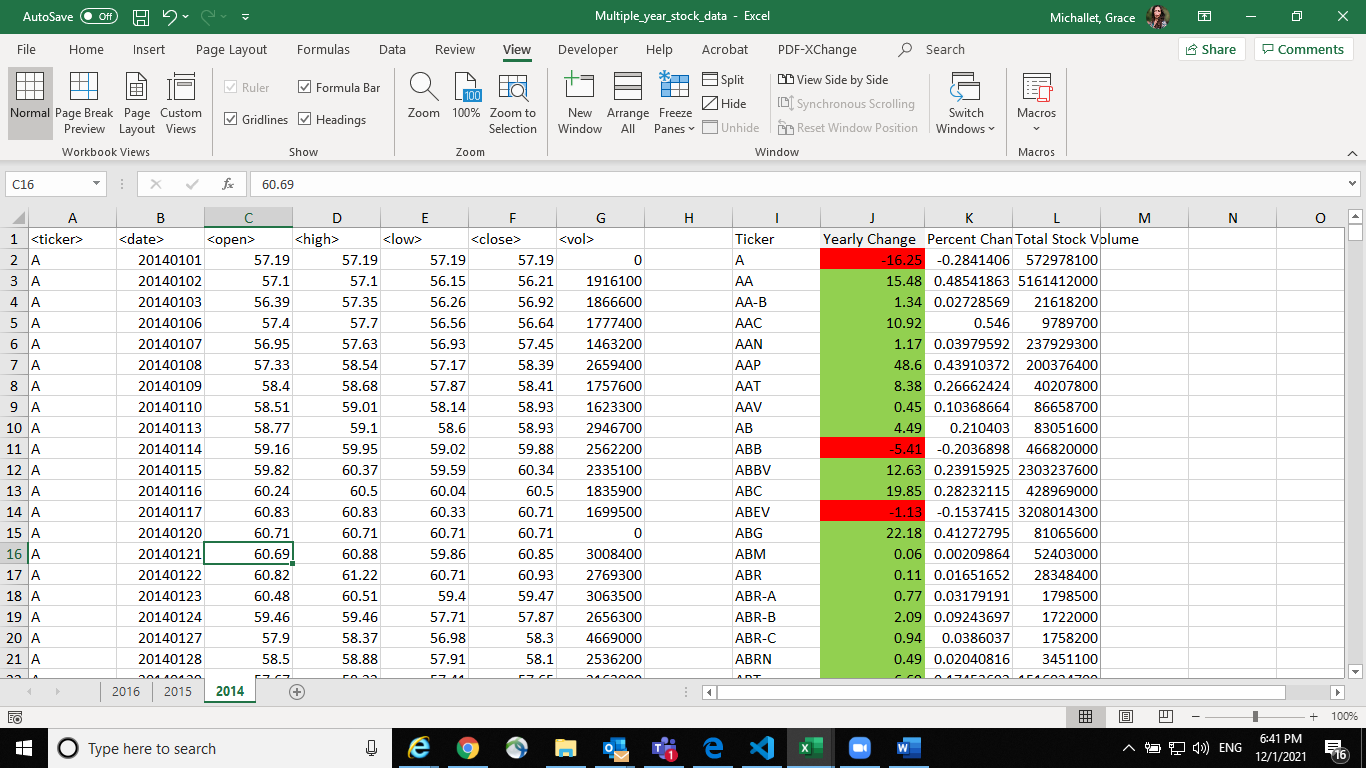 AutoSave Off Multiple_year_stock_data - Excel Michallet, Grace
File Home Insert Page Layout Formulas Data Review View Developer Help Acrobat PDF-XChange Search Share Comments
Normal Page Break Preview Page Layout Custom Views
Workbook Views
Ruler Formula Bar
Gridlines Headings
Show
Zoom 100 100% Zoom to Selection
Zoom
New Window Arrange All Freeze Panes
Split
Hide
Unhide
View Side by Side
Synchronous Scrolling
Reset Window Position
Switch Windows
Window
Macros
Macros
C16 fx 60.69
A B C D E F G H I J K L M N O
1 <ticker> <date> <open> <high> <low> <close> <vol> Ticker Yearly Change Percent Chan Total Stock Volume
2 A 20140101 57.19 57.19 57.19 57.19 0 A -16.25 -0.2841406 572978100
3 A 20140102 57.1 57.1 56.15 56.21 1916100 AA 15.48 0.48541863 5161412000
4 A 20140103 56.39 57.35 56.26 56.92 1866600 AA-B 1.34 0.02728569 21618200
5 A 20140106 57.4 57.7 56.56 56.64 1777400 AAC 10.92 0.546 9789700
6 A 20140107 56.95 57.63 56.93 57.45 1463200 AAN 1.17 0.03979592 237929300
7 A 20140108 57.33 58.54 57.17 58.39 2659400 AAP 48.6 0.43910372 200376400
8 A 20140109 58.4 58.68 57.87 58.41 1757600 AAT 8.38 0.26662424 40207800
9 A 20140110 58.51 59.01 58.14 58.93 1623300 AAV 0.45 0.10368664 86658700
10 A 20140113 58.77 59.1 58.6 58.93 2946700 AB 4.49 0.210403 83051600
11 A 20140114 59.16 59.95 59.02 59.88 2562200 ABB -5.41 -0.2036898 466820000
12 A 20140115 59.82 60.37 59.59 60.34 2335100 ABBV 12.63 0.23915925 2303237600
13 A 20140116 60.24 60.5 60.04 60.5 1835900 ABC 19.85 0.28232115 428969000
14 A 20140117 60.83 60.83 60.33 60.71 1699500 ABEV -1.13 -0.1537415 3208014300
15 A 20140120 60.71 60.71 60.71 60.71 0 ABG 22.18 0.41272795 81065600
16 A 20140121 60.69 60.88 59.86 60.85 3008400 ABM 0.06 0.00209864 52403000
17 A 20140122 60.82 61.22 60.71 60.93 2769300 ABR 0.11 0.01651652 28348400
18 A 20140123 60.48 60.51 59.4 59.47 3063500 ABR-A 0.77 0.03179191 1798500
19 A 20140124 59.46 59.46 57.71 57.87 2656300 ABR-B 2.09 0.09243697 1722000
20 A 20140127 57.9 58.37 56.98 58.3 4669000 ABR-C 0.94 0.0386037 1758200
21 A 20140128 58.5 58.88 57.91 58.1 2536200 ABRN 0.49 0.02040816 3451100
2016 2015 2014
100%
Type here to search 1 ENG 6:41 PM
12/1/2021 16